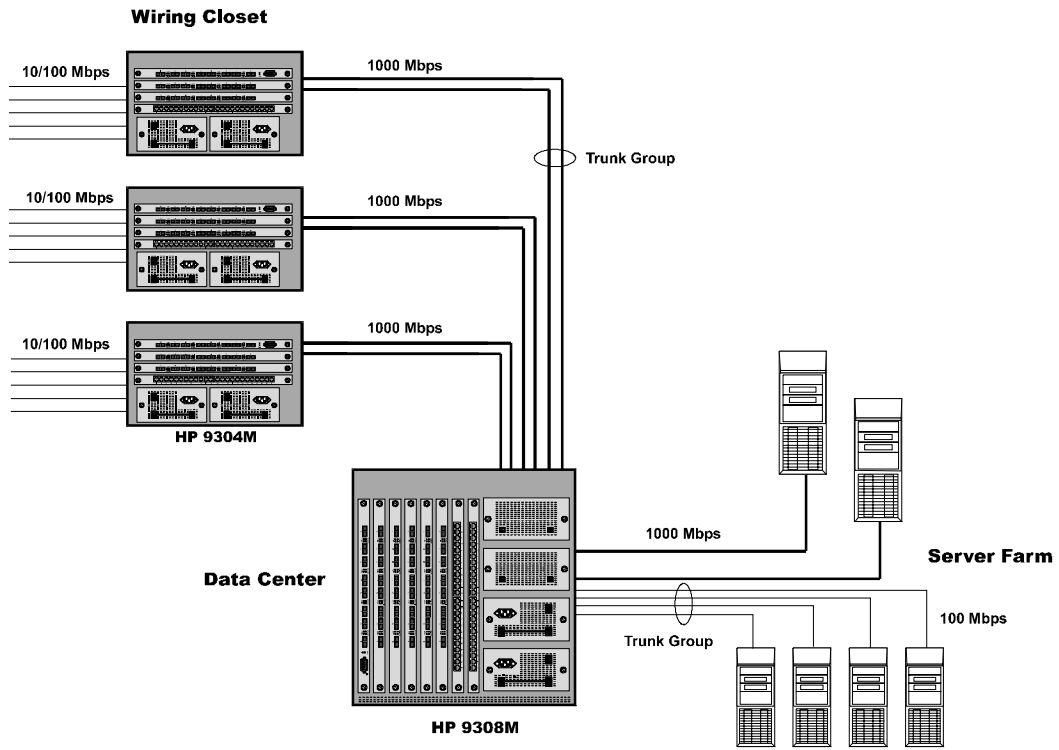 Wiring Closet
10/100 Mbps
1000 Mbps
Trunk Group
10/100 Mbps
1000 Mbps
10/100 Mbps
1000 Mbps
HP 9304M
1000 Mbps
Server Farm
Data Center
100 Mbps
Trunk Group
HP 9308M